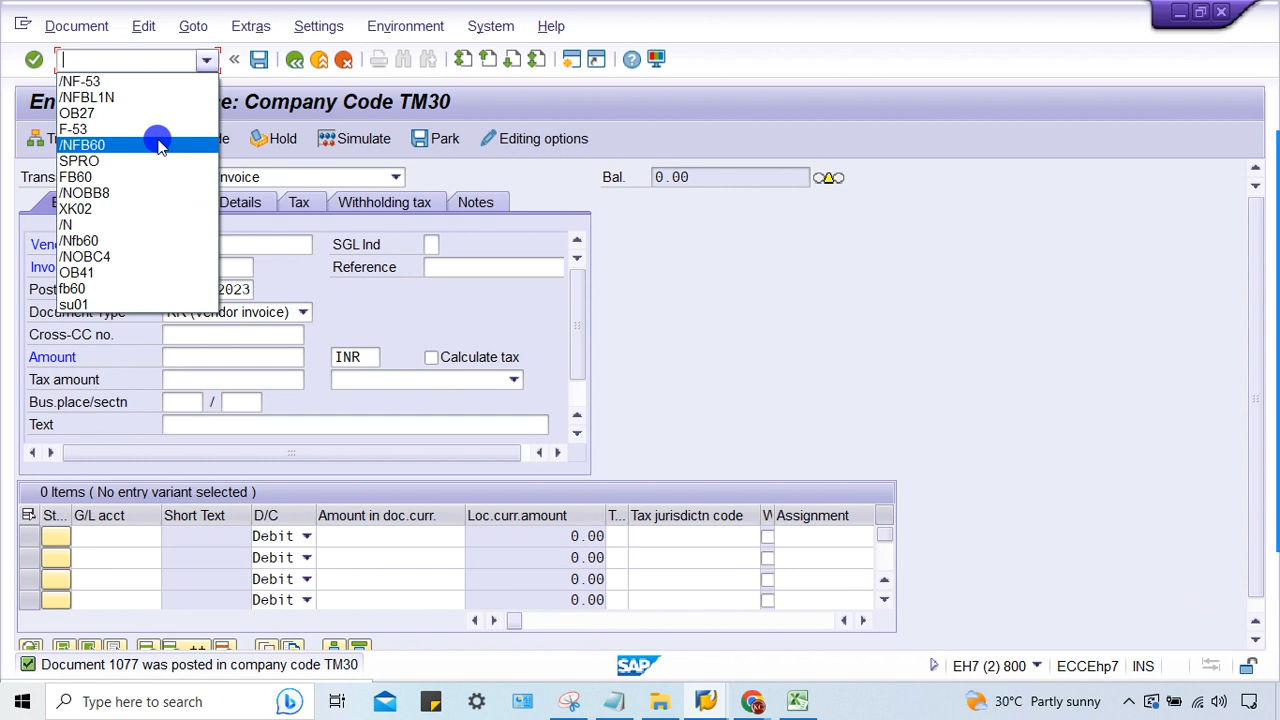 Document Edit Goto Extras Settings Environment System Help
/NF-53
/NFBL1N
OB27
F-53
/NFB60
SPRO
FB60
/NOBB8
XK02
/N
/Nfb60
/NOBC4
OB41
fb60
su01
: Company Code TM30
Hold Simulate Park Editing options
nvoice Bal. 0.00
Details Tax Withholding tax Notes
SGL Ind
Reference
2023
(vendor invoice)
Cross-CC no.
Amount INR Calculate tax
Tax amount
Bus.place/sectn /
Text
0 Items ( No entry variant selected )
St... G/L acct Short Text D/C Amount in doc.curr. Loc.curr.amount T... Tax jurisdictn code W Assignment
Debit 0.00
Debit 0.00
Debit 0.00
Debit 0.00
Document 1077 was posted in company code TM30 SAP EH7 (2) 800 ECCEhp7 INS
Type here to search 30°C Partly sunny